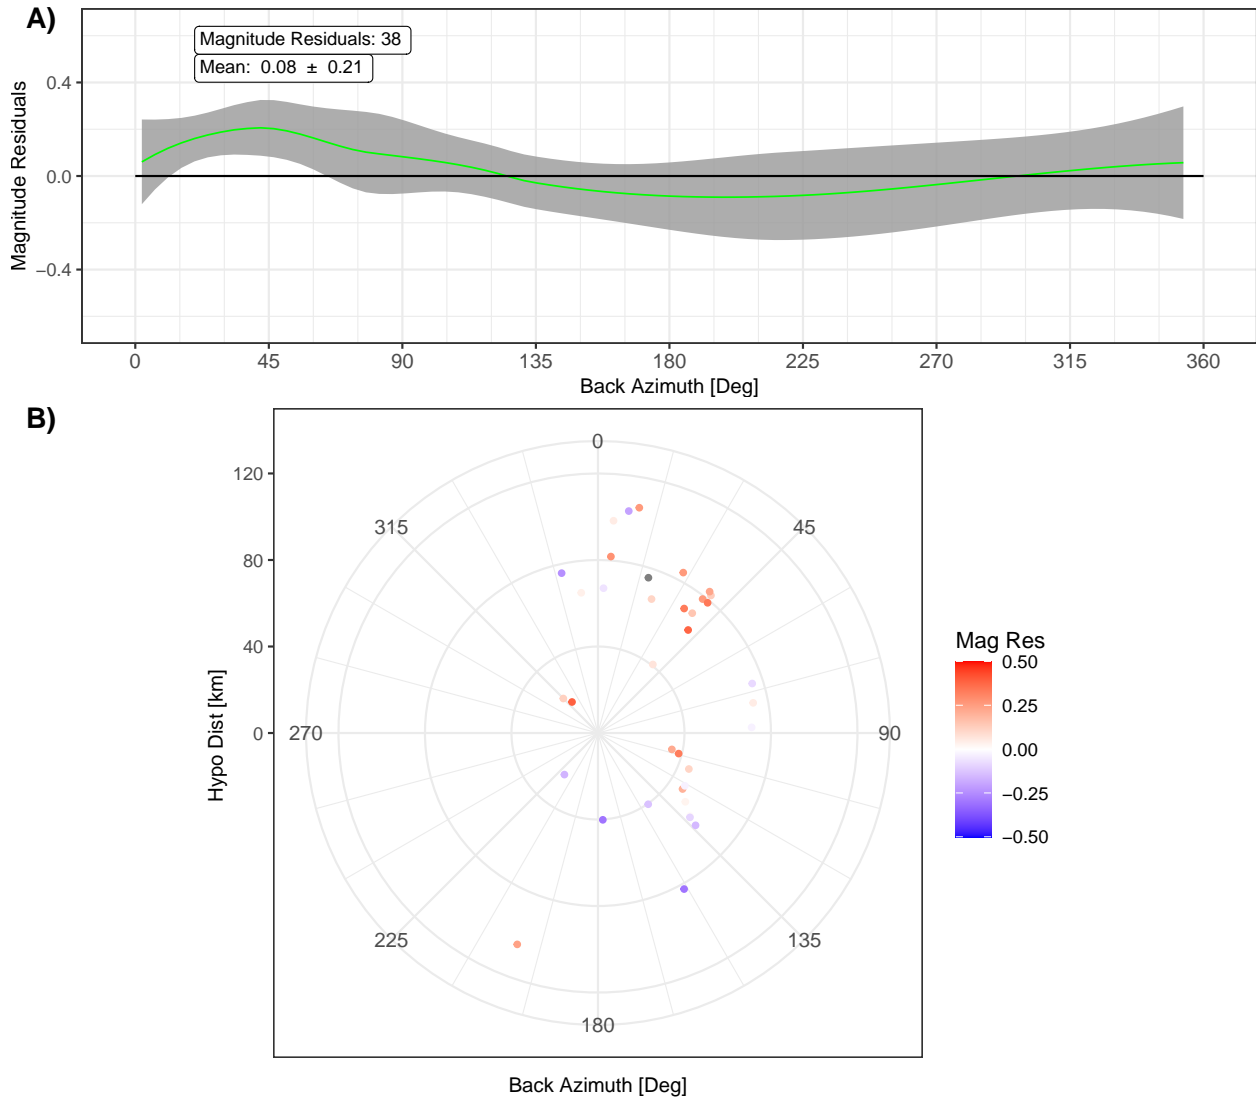 A)
Magnitude Residuals: 38
Mean: 0.08 ± 0.21
0.4
0.0
−0.4
Magnitude Residuals
0 45 90 135 180 225 270 315 360
Back Azimuth [Deg]
B)
120
80
40
0
Hypo Dist [km]
0
45
90
135
180
225
270
315
Back Azimuth [Deg]
Mag Res
0.50
0.25
0.00
−0.25
−0.50